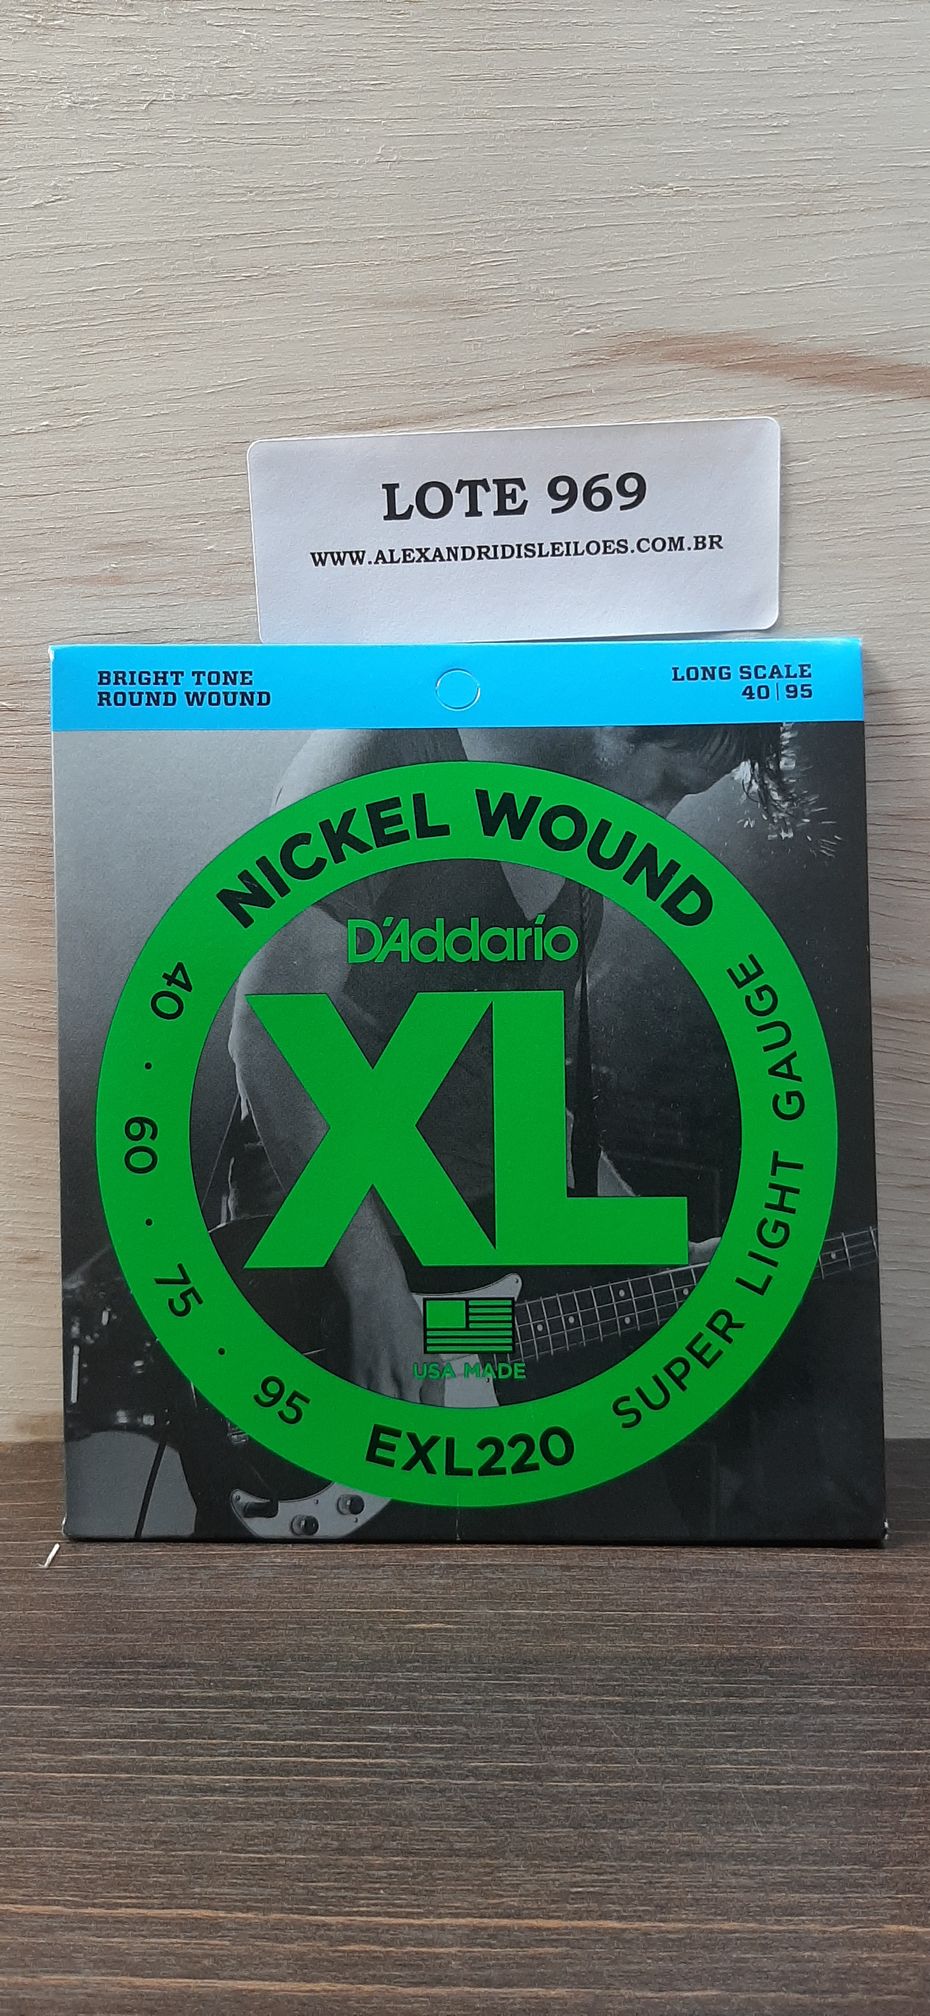 LOTE 969
WWW.ALEXANDRIDISLEILOES.COM.BR
BRIGHT TONE
ROUND WOUND
LONG SCALE
40 | 95
NICKEL WOUND
D'Addario
XL
USA MADE
40 · 60 · 75 · 95
EXL220
SUPER LIGHT GAUGE